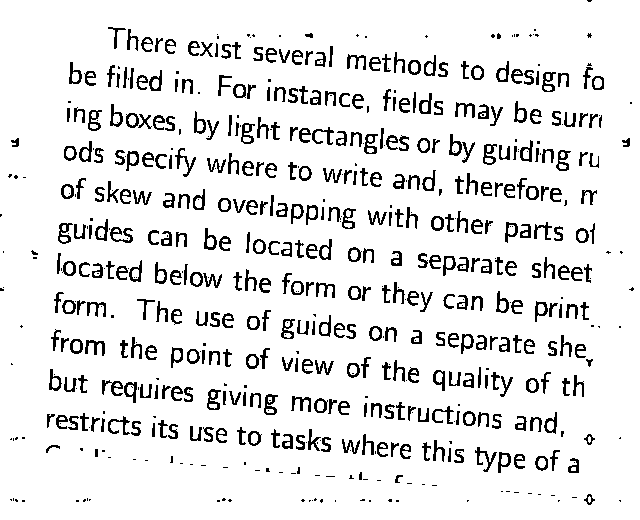 There exist several methods to design fo
be filled in. For instance, fields may be surr
ing boxes, by light rectangles or by guiding ru
ods specify where to write and, therefore, m
of skew and overlapping with other parts of
guides can be located on a separate sheet
located below the form or they can be print
form. The use of guides on a separate she
from the point of view of the quality of th
but requires giving more instructions and,
restricts its use to tasks where this type of a